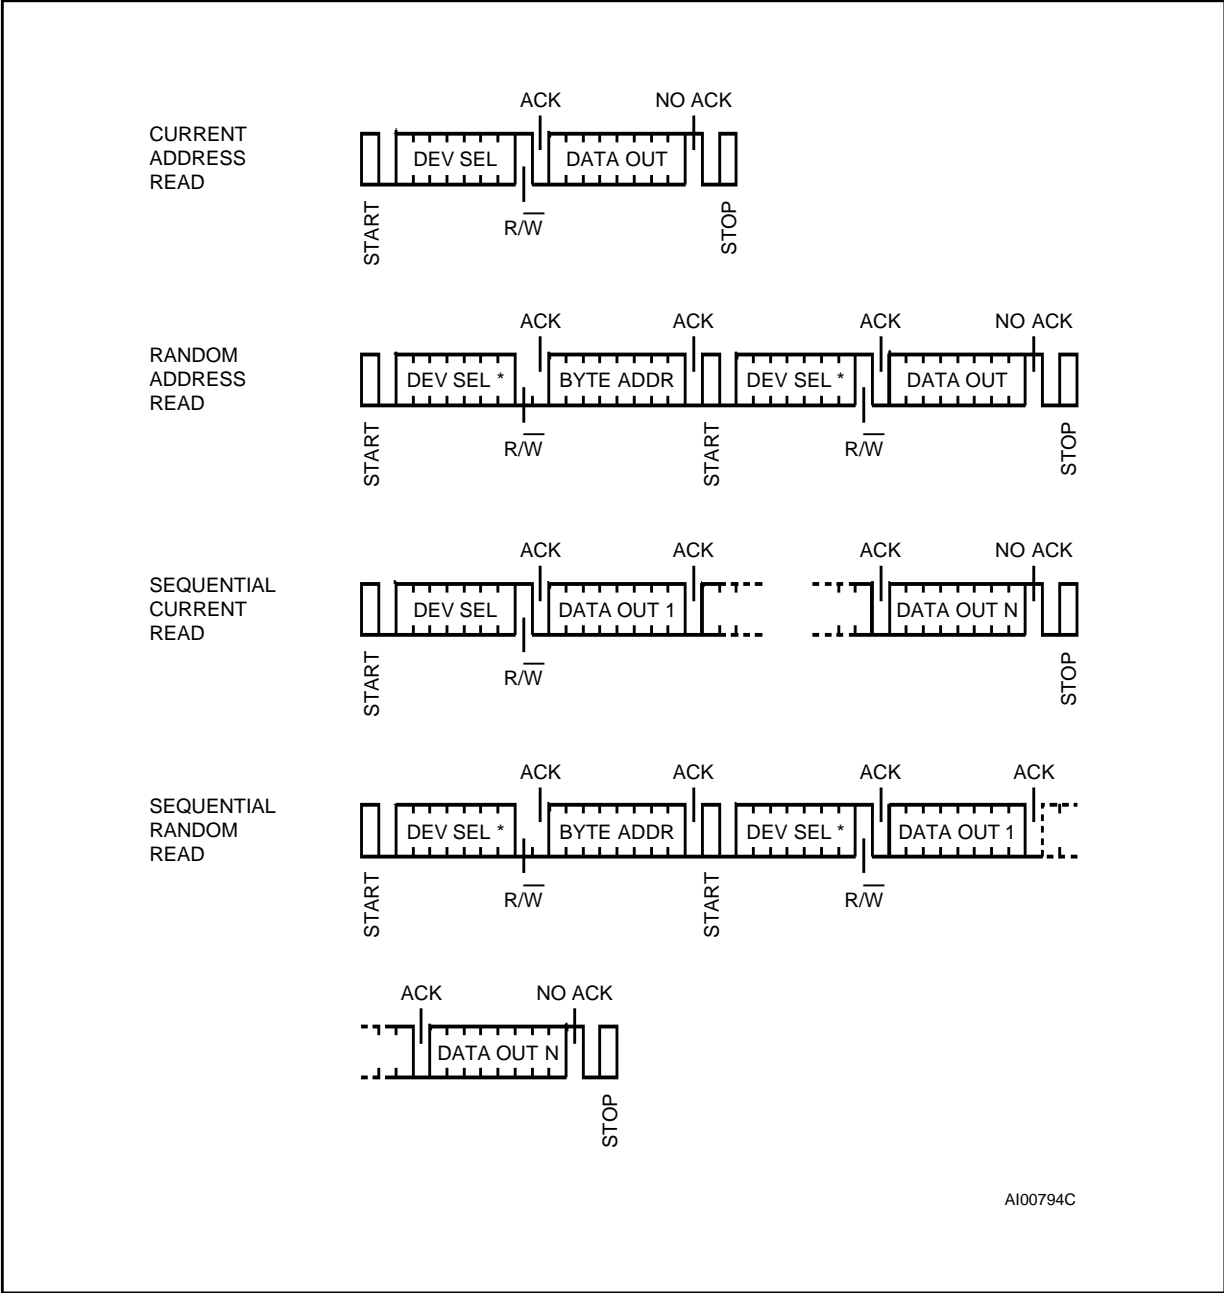 ACK NO ACK
CURRENT
ADDRESS
READ
DEV SEL DATA OUT
START R/W̅ STOP
ACK ACK ACK NO ACK
RANDOM
ADDRESS
READ
DEV SEL * BYTE ADDR DEV SEL * DATA OUT
START R/W̅ START R/W̅ STOP
ACK ACK ACK NO ACK
SEQUENTIAL
CURRENT
READ
DEV SEL DATA OUT 1 DATA OUT N
START R/W̅ STOP
ACK ACK ACK ACK
SEQUENTIAL
RANDOM
READ
DEV SEL * BYTE ADDR DEV SEL * DATA OUT 1
START R/W̅ START R/W̅
ACK NO ACK
DATA OUT N
STOP
AI00794C